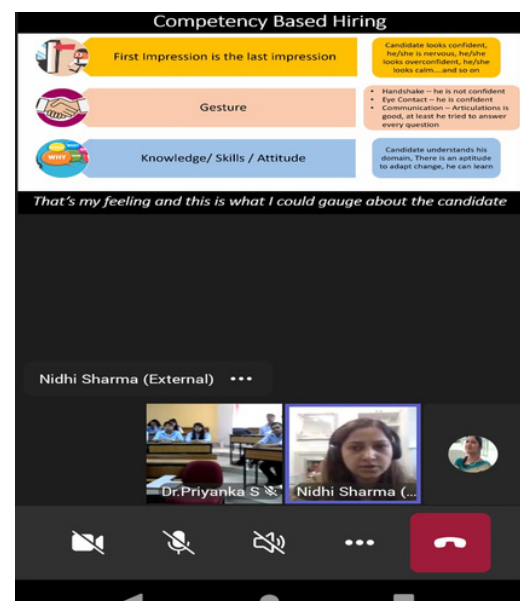 Competency Based Hiring
First Impression is the last impression
Candidate looks confident,
he/she is nervous, he/she
looks overconfident, he/she
looks calm....and so on
Gesture
• Handshake – he is not confident
• Eye Contact – he is confident
• Communication – Articulations is
good, at least he tried to answer
every question
WHY
Knowledge/ Skills / Attitude
Candidate understands his
domain, There is an aptitude
to adapt change, he can learn
That's my feeling and this is what I could gauge about the candidate
Nidhi Sharma (External)
Dr.Priyanka S
Nidhi Sharma (...